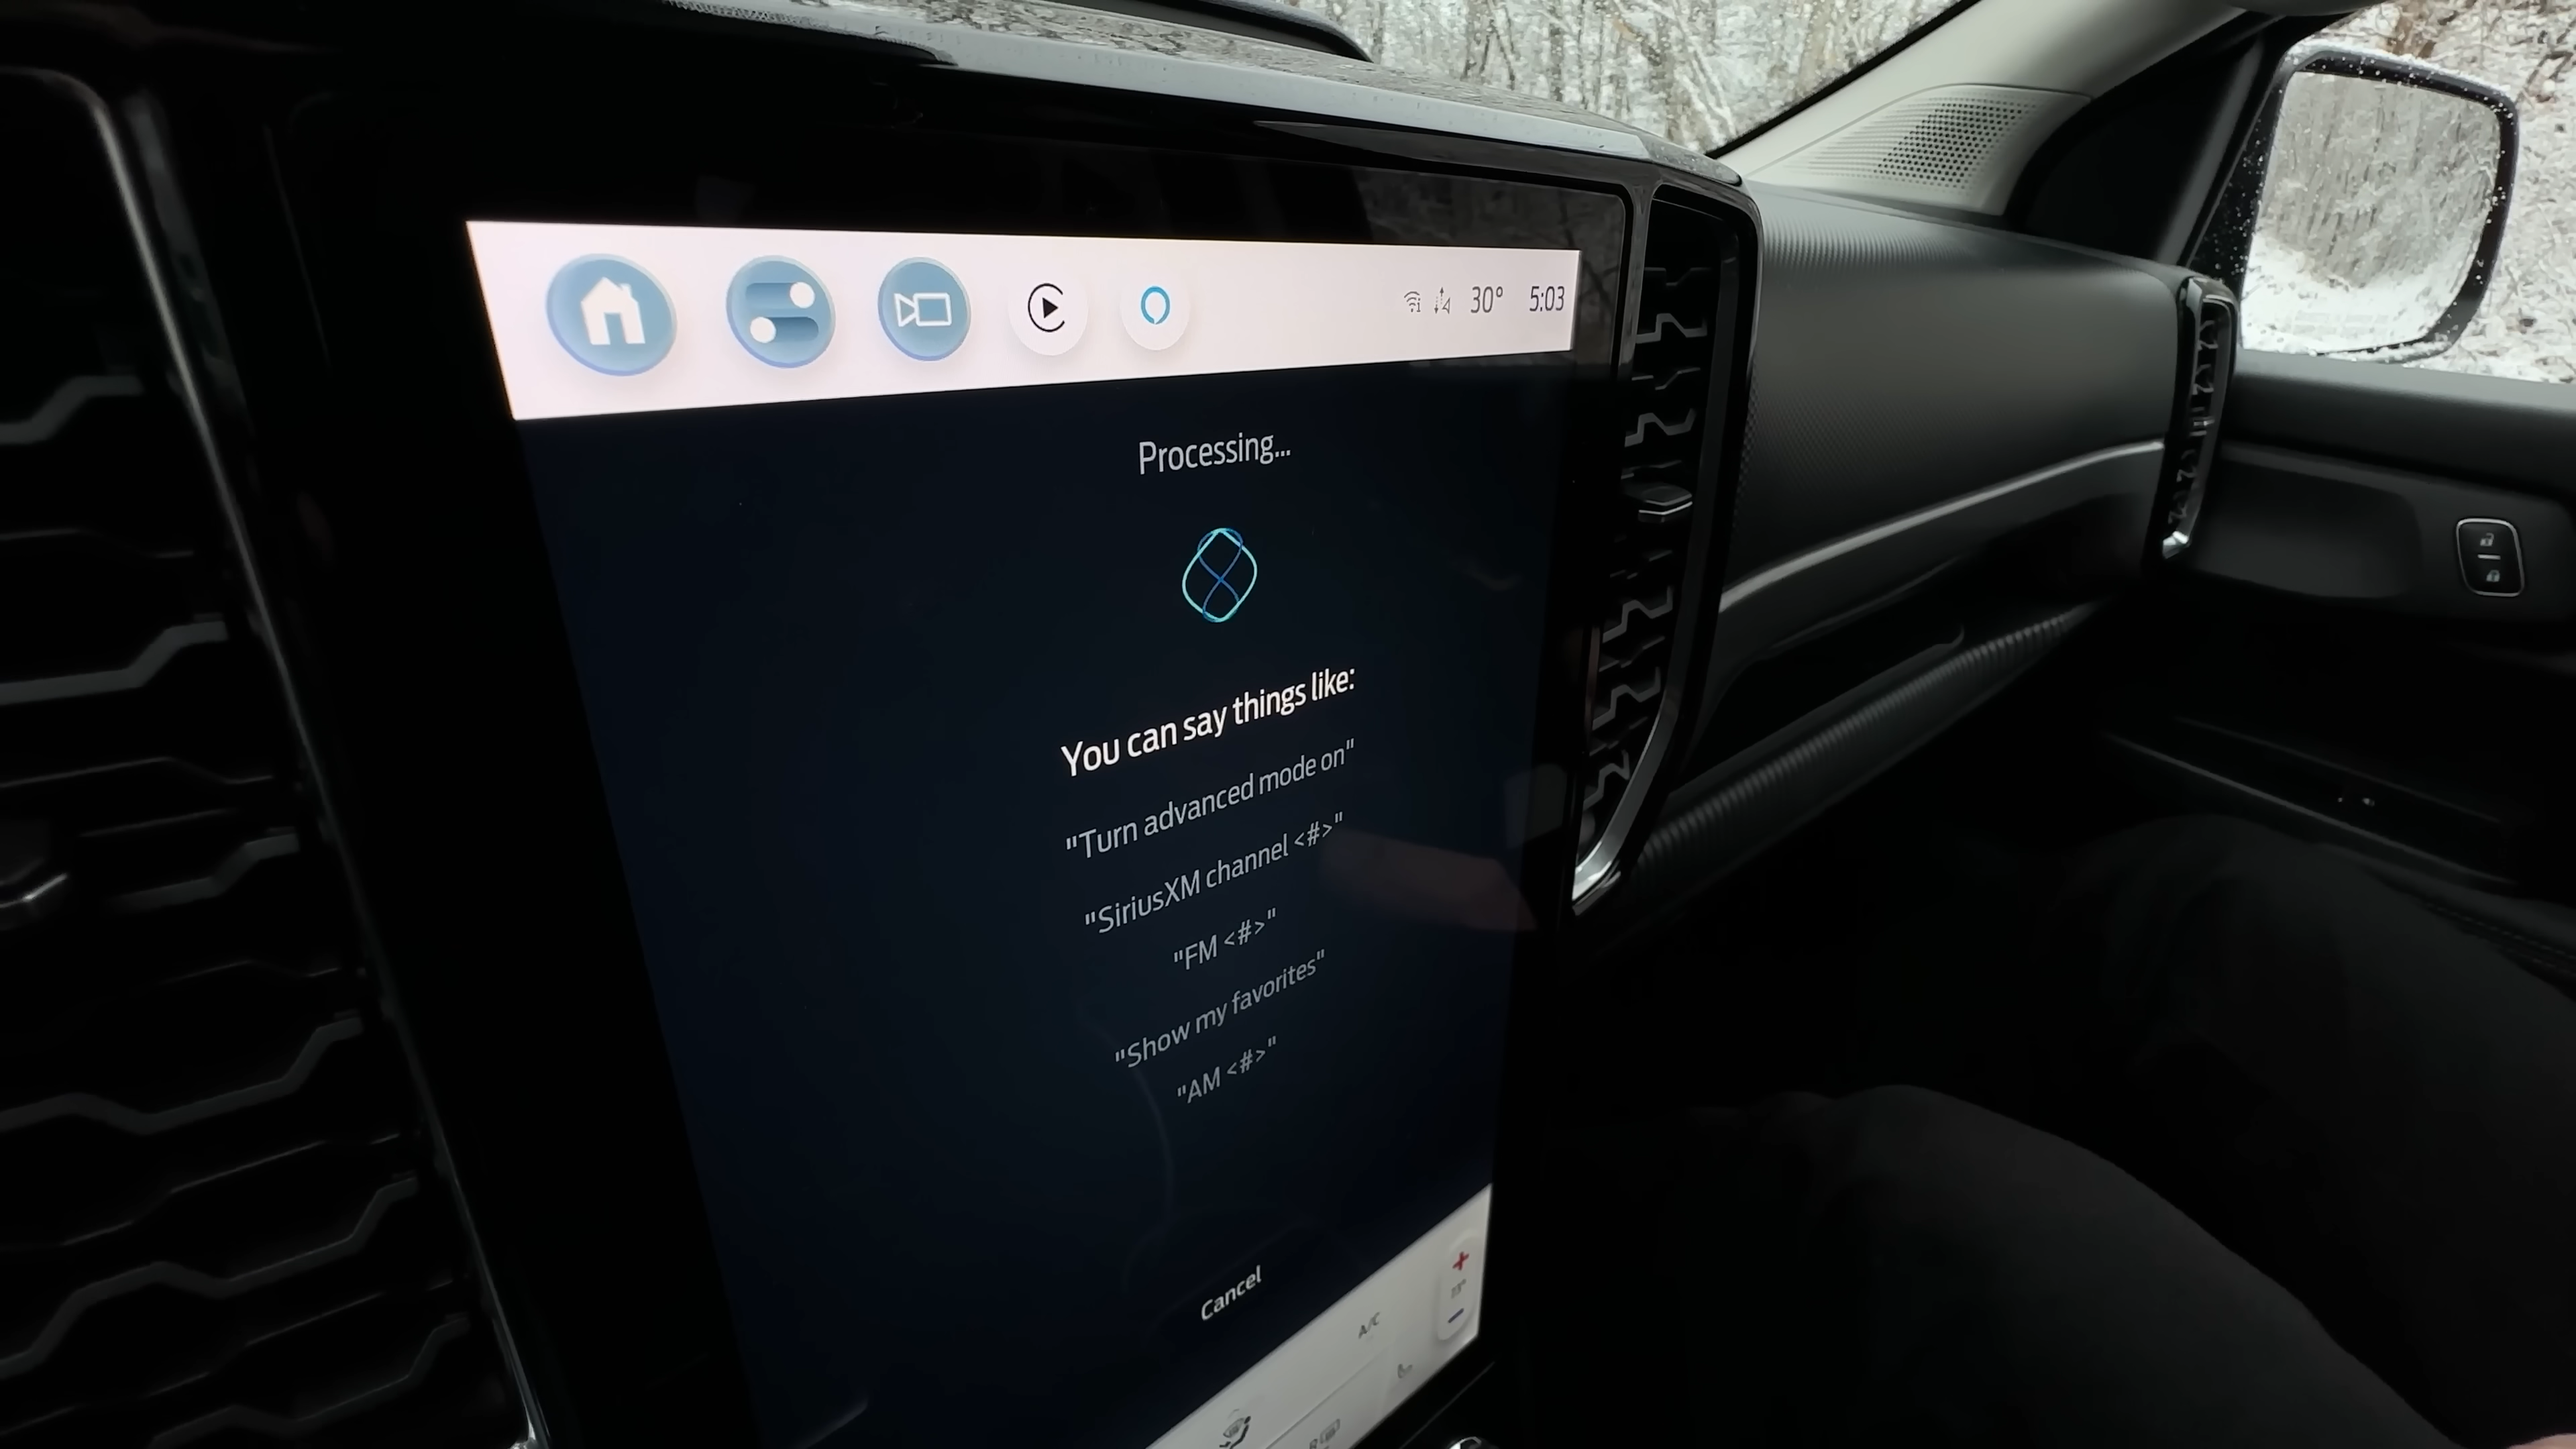 30° 5:03
Processing...
You can say things like:
"Turn advanced mode on"
"SiriusXM channel <#>"
"FM <#>"
"Show my favorites"
"AM <#>"
Cancel
A/C